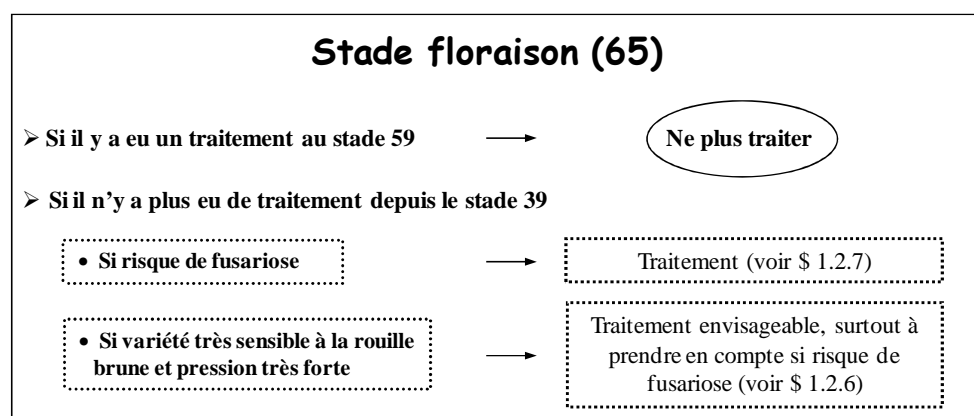 Stade floraison (65)
➢ Si il y a eu un traitement au stade 59
Ne plus traiter
➢ Si il n’y a plus eu de traitement depuis le stade 39
• Si risque de fusariose
Traitement (voir $ 1.2.7)
• Si variété très sensible à la rouille
brune et pression très forte
Traitement envisageable, surtout à
prendre en compte si risque de
fusariose (voir $ 1.2.6)